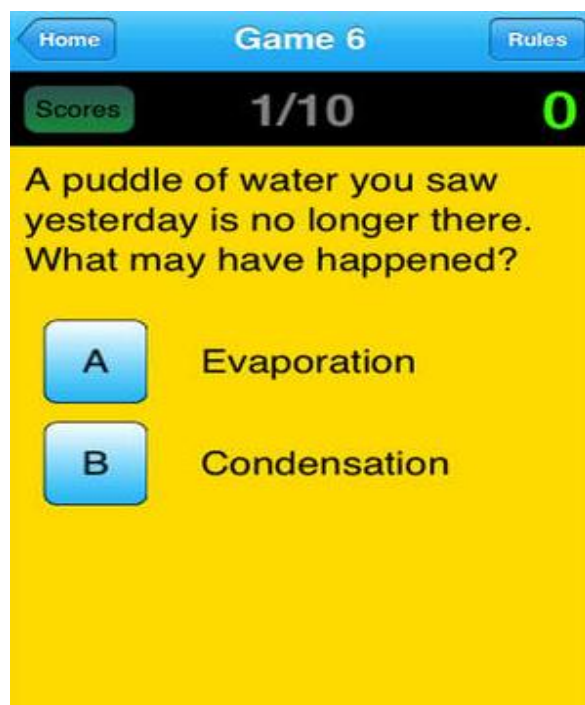 Home Game 6 Rules
Scores 1/10 0
A puddle of water you saw
yesterday is no longer there.
What may have happened?
A Evaporation
B Condensation